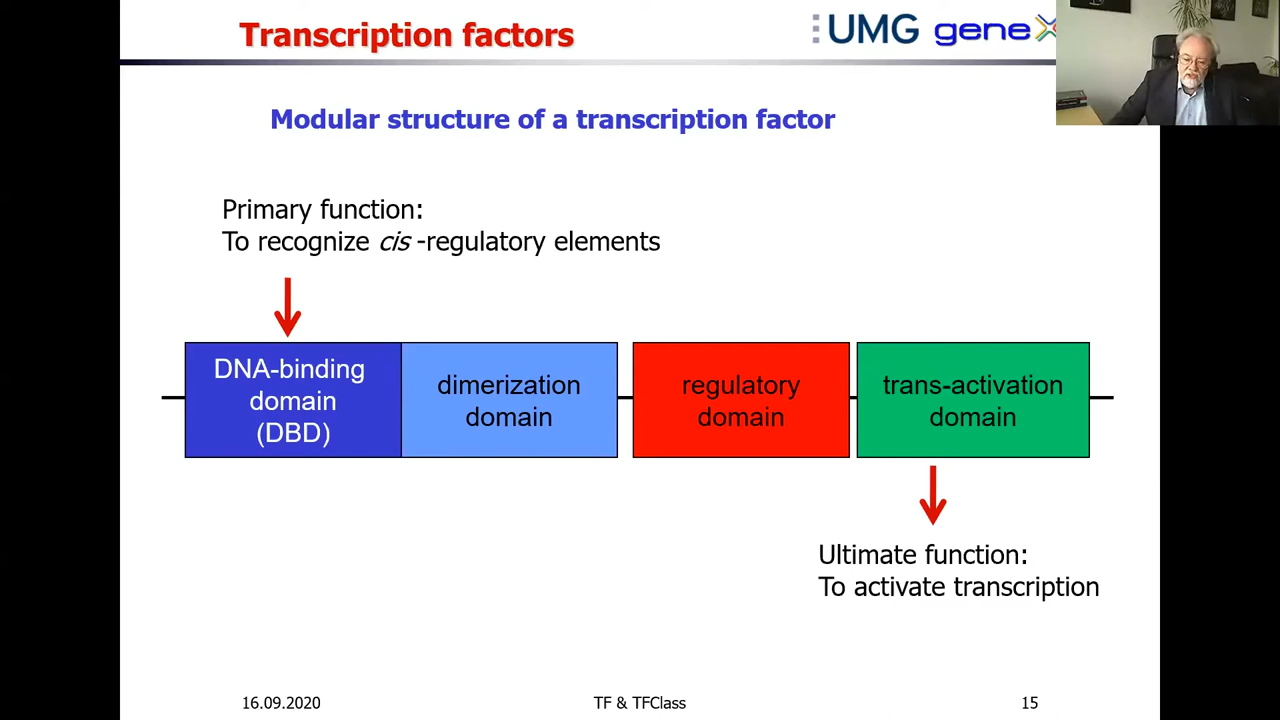 Transcription factors
UMG gene
Modular structure of a transcription factor
Primary function:
To recognize cis -regulatory elements
DNA-binding
domain
(DBD)
dimerization
domain
regulatory
domain
trans-activation
domain
Ultimate function:
To activate transcription
16.09.2020
TF & TFClass
15